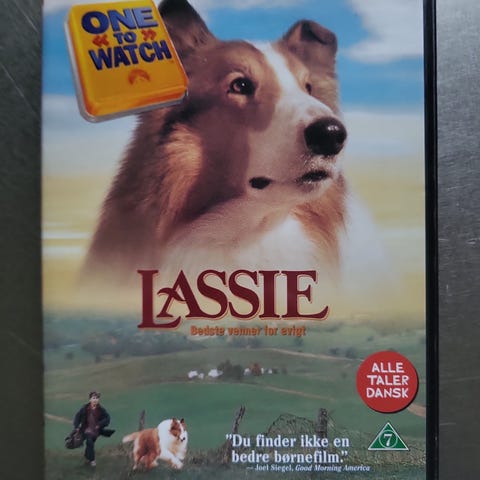 ONE
TO
WATCH
LASSIE
Bedste venner for evigt
ALLE
TALER
DANSK
7
"Du finder ikke en
bedre børnefilm."
— Joel Siegel, Good Morning America